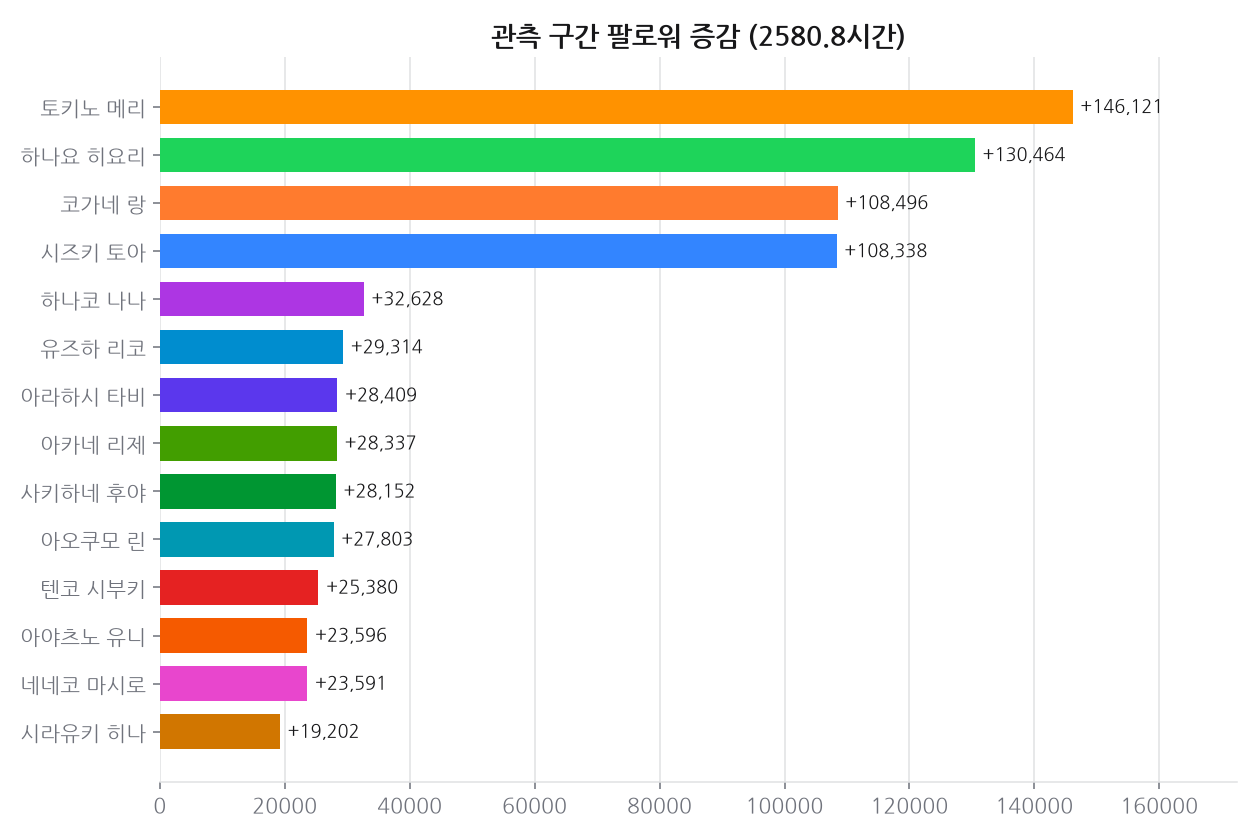 관측 구간 팔로워 증감 (2580.8시간)
토키노 메리 +146,121
하나요 히요리 +130,464
코가네 랑 +108,496
시즈키 토아 +108,338
하나코 나나 +32,628
유즈하 리코 +29,314
아라하시 타비 +28,409
아카네 리제 +28,337
사키하네 후야 +28,152
아오쿠모 린 +27,803
텐코 시부키 +25,380
아야츠노 유니 +23,596
네네코 마시로 +23,591
시라유키 히나 +19,202
0 20000 40000 60000 80000 100000 120000 140000 160000